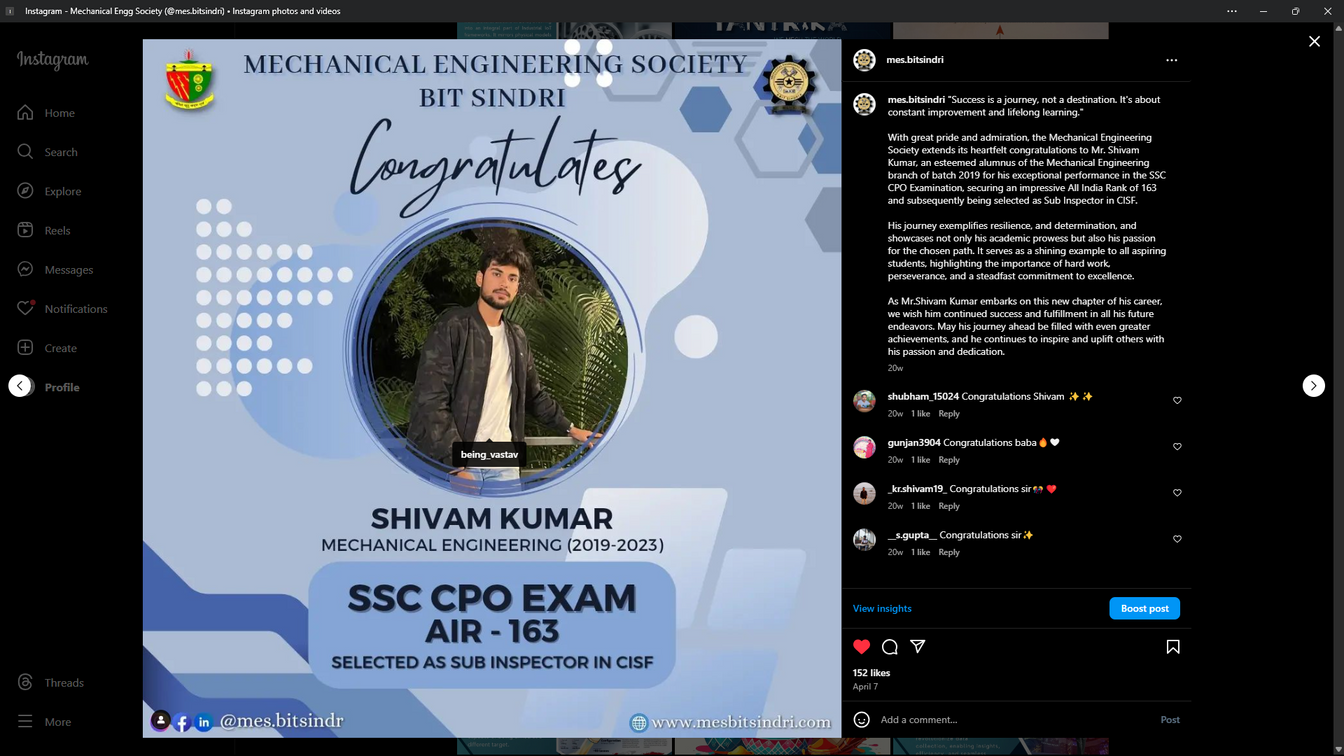 Instagram - Mechanical Engg Society (@mes.bitsindri) • Instagram photos and videos
Instagram
Home
Search
Explore
Reels
Messages
Notifications
Create
Profile
Threads
More
MECHANICAL ENGINEERING SOCIETY
BIT SINDRI
Congratulates
being_vastav
SHIVAM KUMAR
MECHANICAL ENGINEERING (2019-2023)
SSC CPO EXAM
AIR - 163
SELECTED AS SUB INSPECTOR IN CISF
@mes.bitsindr
www.mesbitsindri.com
mes.bitsindri
mes.bitsindri "Success is a journey, not a destination. It's about
constant improvement and lifelong learning."
With great pride and admiration, the Mechanical Engineering
Society extends its heartfelt congratulations to Mr. Shivam
Kumar, an esteemed alumnus of the Mechanical Engineering
branch of batch 2019 for his exceptional performance in the SSC
CPO Examination, securing an impressive All India Rank of 163
and subsequently being selected as Sub Inspector in CISF.
His journey exemplifies resilience, and determination, and
showcases not only his academic prowess but also his passion
for the chosen path. It serves as a shining example to all aspiring
students, highlighting the importance of hard work,
perseverance, and a steadfast commitment to excellence.
As Mr.Shivam Kumar embarks on this new chapter of his career,
we wish him continued success and fulfillment in all his future
endeavors. May his journey ahead be filled with even greater
achievements, and he continues to inspire and uplift others with
his passion and dedication.
20w
shubham_15024 Congratulations Shivam ✨ ✨
20w 1 like Reply
gunjan3904 Congratulations baba🔥🤍
20w 1 like Reply
_kr.shivam19_ Congratulations sir💐❤️
20w 1 like Reply
__s.gupta__ Congratulations sir✨
20w 1 like Reply
View insights
Boost post
152 likes
April 7
Add a comment...
Post